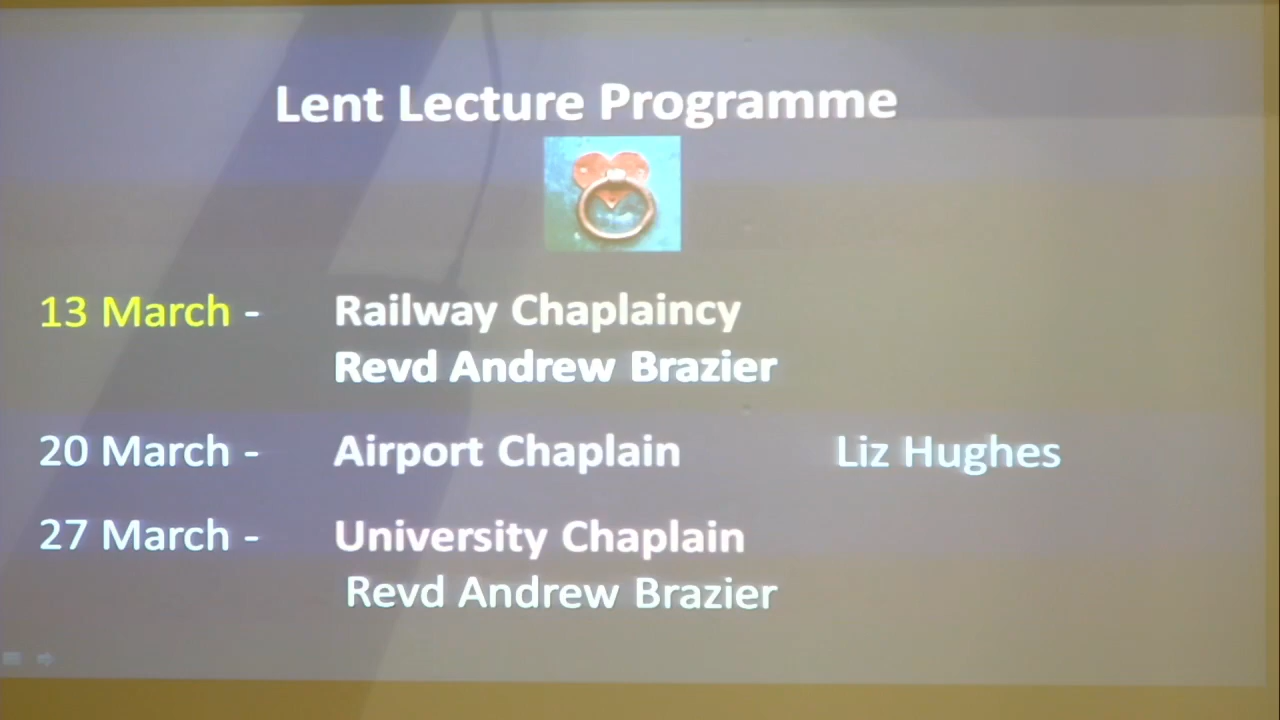 Lent Lecture Programme
13 March - Railway Chaplaincy
Revd Andrew Brazier
20 March - Airport Chaplain Liz Hughes
27 March - University Chaplain
Revd Andrew Brazier